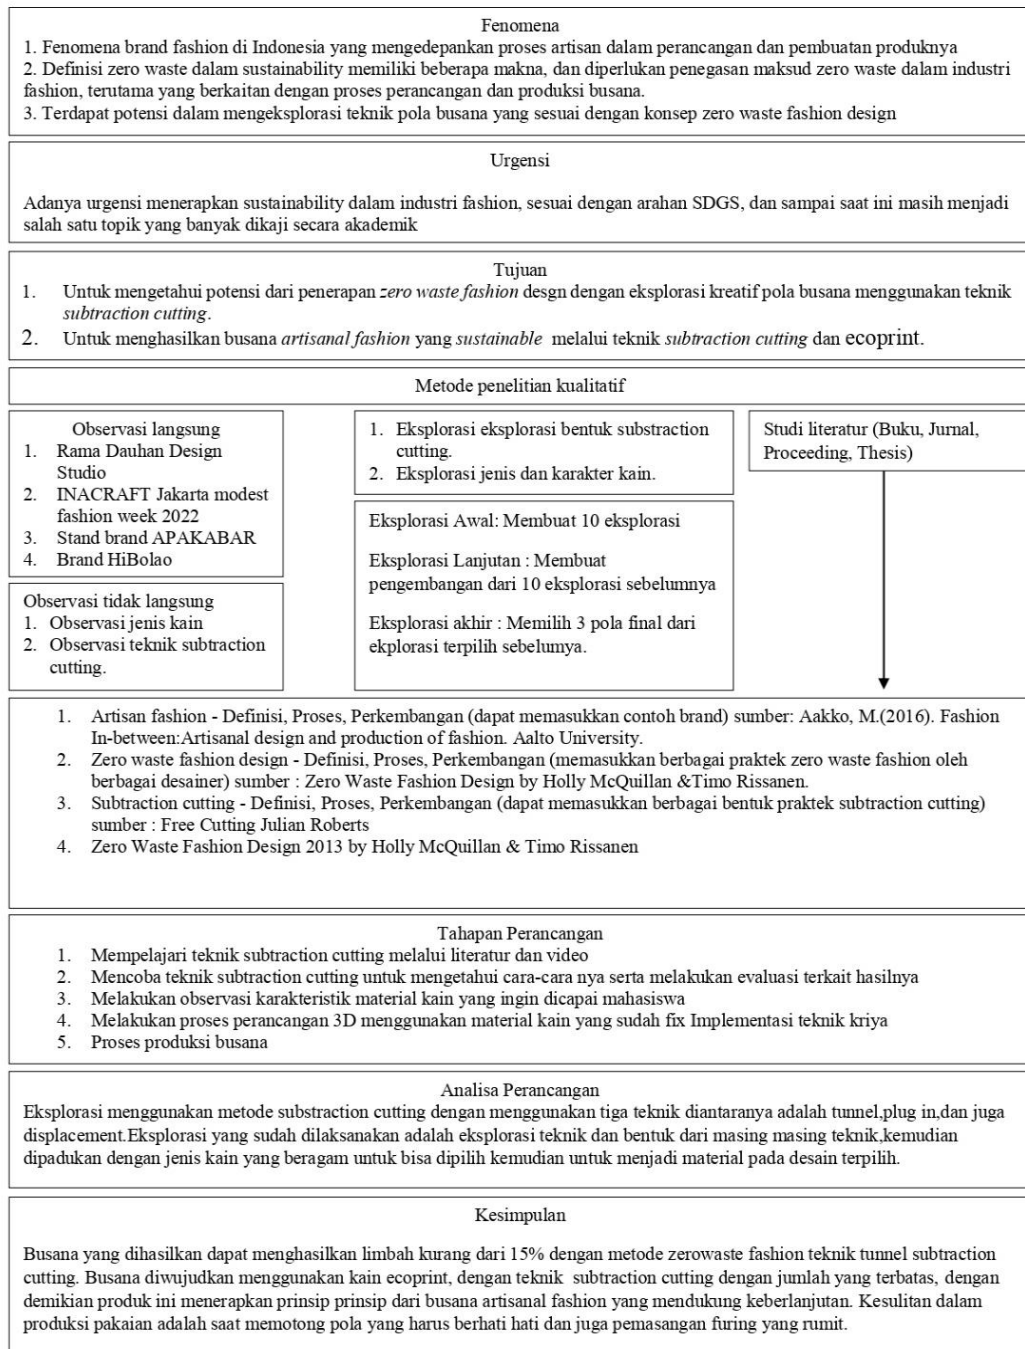 Fenomena
1. Fenomena brand fashion di Indonesia yang mengedepankan proses artisan dalam perancangan dan pembuatan produknya
2. Definisi zero waste dalam sustainability memiliki beberapa makna, dan diperlukan penegasan maksud zero waste dalam industri
fashion, terutama yang berkaitan dengan proses perancangan dan produksi busana.
3. Terdapat potensi dalam mengeksplorasi teknik pola busana yang sesuai dengan konsep zero waste fashion design
Urgensi
Adanya urgensi menerapkan sustainability dalam industri fashion, sesuai dengan arahan SDGS, dan sampai saat ini masih menjadi
salah satu topik yang banyak dikaji secara akademik
Tujuan
1. Untuk mengetahui potensi dari penerapan zero waste fashion desgn dengan eksplorasi kreatif pola busana menggunakan teknik
subtraction cutting.
2. Untuk menghasilkan busana artisanal fashion yang sustainable melalui teknik subtraction cutting dan ecoprint.
Metode penelitian kualitatif
Observasi langsung
1. Rama Dauhan Design
Studio
2. INACRAFT Jakarta modest
fashion week 2022
3. Stand brand APAKABAR
4. Brand HiBolao
Observasi tidak langsung
1. Observasi jenis kain
2. Observasi teknik subtraction
cutting.
1. Eksplorasi eksplorasi bentuk substraction
cutting.
2. Eksplorasi jenis dan karakter kain.
Eksplorasi Awal: Membuat 10 eksplorasi
Eksplorasi Lanjutan : Membuat
pengembangan dari 10 eksplorasi sebelumnya
Eksplorasi akhir : Memilih 3 pola final dari
ekplorasi terpilih sebelumya.
Studi literatur (Buku, Jurnal,
Proceeding, Thesis)
1. Artisan fashion - Definisi, Proses, Perkembangan (dapat memasukkan contoh brand) sumber: Aakko, M.(2016). Fashion
In-between:Artisanal design and production of fashion. Aalto University.
2. Zero waste fashion design - Definisi, Proses, Perkembangan (memasukkan berbagai praktek zero waste fashion oleh
berbagai desainer) sumber : Zero Waste Fashion Design by Holly McQuillan &Timo Rissanen.
3. Subtraction cutting - Definisi, Proses, Perkembangan (dapat memasukkan berbagai bentuk praktek subtraction cutting)
sumber : Free Cutting Julian Roberts
4. Zero Waste Fashion Design 2013 by Holly McQuillan & Timo Rissanen
Tahapan Perancangan
1. Mempelajari teknik subtraction cutting melalui literatur dan video
2. Mencoba teknik subtraction cutting untuk mengetahui cara-cara nya serta melakukan evaluasi terkait hasilnya
3. Melakukan observasi karakteristik material kain yang ingin dicapai mahasiswa
4. Melakukan proses perancangan 3D menggunakan material kain yang sudah fix Implementasi teknik kriya
5. Proses produksi busana
Analisa Perancangan
Eksplorasi menggunakan metode substraction cutting dengan menggunakan tiga teknik diantaranya adalah tunnel,plug in,dan juga
displacement.Eksplorasi yang sudah dilaksanakan adalah eksplorasi teknik dan bentuk dari masing masing teknik,kemudian
dipadukan dengan jenis kain yang beragam untuk bisa dipilih kemudian untuk menjadi material pada desain terpilih.
Kesimpulan
Busana yang dihasilkan dapat menghasilkan limbah kurang dari 15% dengan metode zerowaste fashion teknik tunnel subtraction
cutting. Busana diwujudkan menggunakan kain ecoprint, dengan teknik subtraction cutting dengan jumlah yang terbatas, dengan
demikian produk ini menerapkan prinsip prinsip dari busana artisanal fashion yang mendukung keberlanjutan. Kesulitan dalam
produksi pakaian adalah saat memotong pola yang harus berhati hati dan juga pemasangan furing yang rumit.